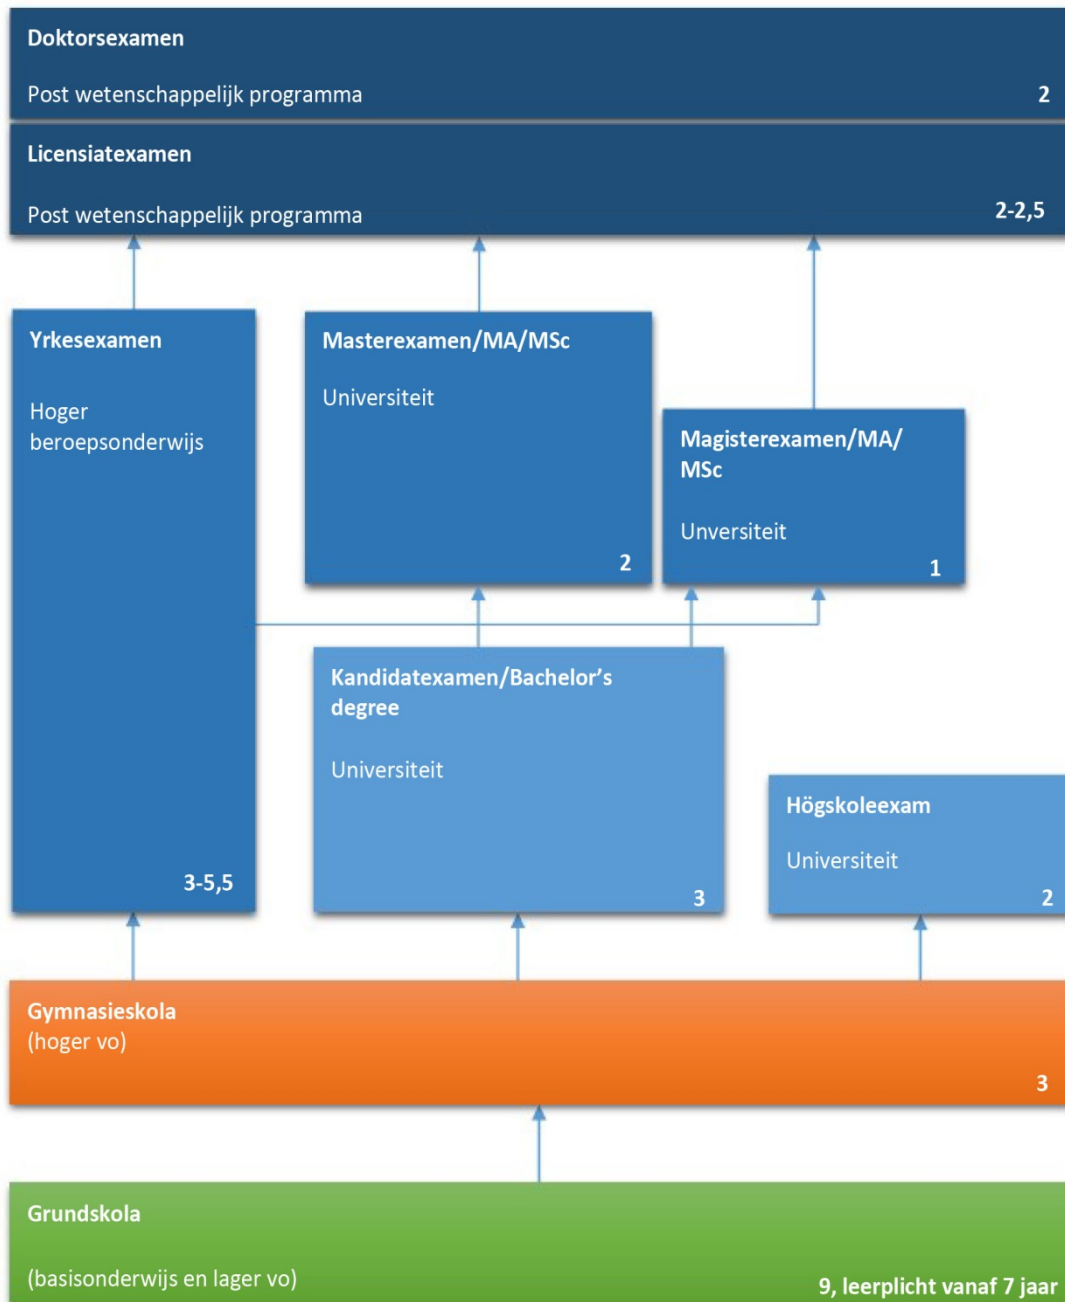 Doktorsexamen
Post wetenschappelijk programma
2
Licensiatexamen
Post wetenschappelijk programma
2-2,5
Yrkesexamen
Hoger
beroepsonderwijs
3-5,5
Masterexamen/MA/MSc
Universiteit
2
Magisterexamen/MA/
MSc
Unversiteit
1
Kandidatexamen/Bachelor's
degree
Universiteit
3
Högskoleexam
Universiteit
2
Gymnasieskola
(hoger vo)
3
Grundskola
(basisonderwijs en lager vo)
9, leerplicht vanaf 7 jaar